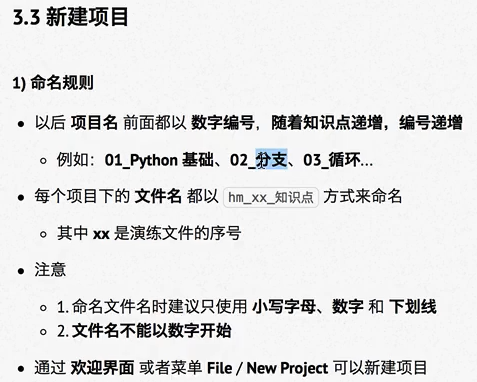 3.3 新建项目
1) 命名规则
以后 项目名 前面都以 数字编号，随着知识点递增，编号递增
例如：01_Python 基础、02_分支、03_循环...
每个项目下的 文件名 都以 hm_xx_知识点 方式来命名
其中 xx 是演练文件的序号
注意
1. 命名文件名时建议只使用 小写字母、数字 和 下划线
2. 文件名不能以数字开始
通过 欢迎界面 或者菜单 File / New Project 可以新建项目